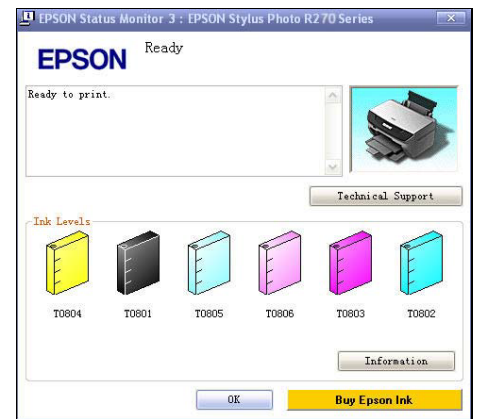 EPSON Status Monitor 3 : EPSON Stylus Photo R270 Series
EPSON
Ready
Ready to print.
Technical Support
Ink Levels
T0804 T0801 T0805 T0806 T0803 T0802
Information
OK
Buy Epson Ink